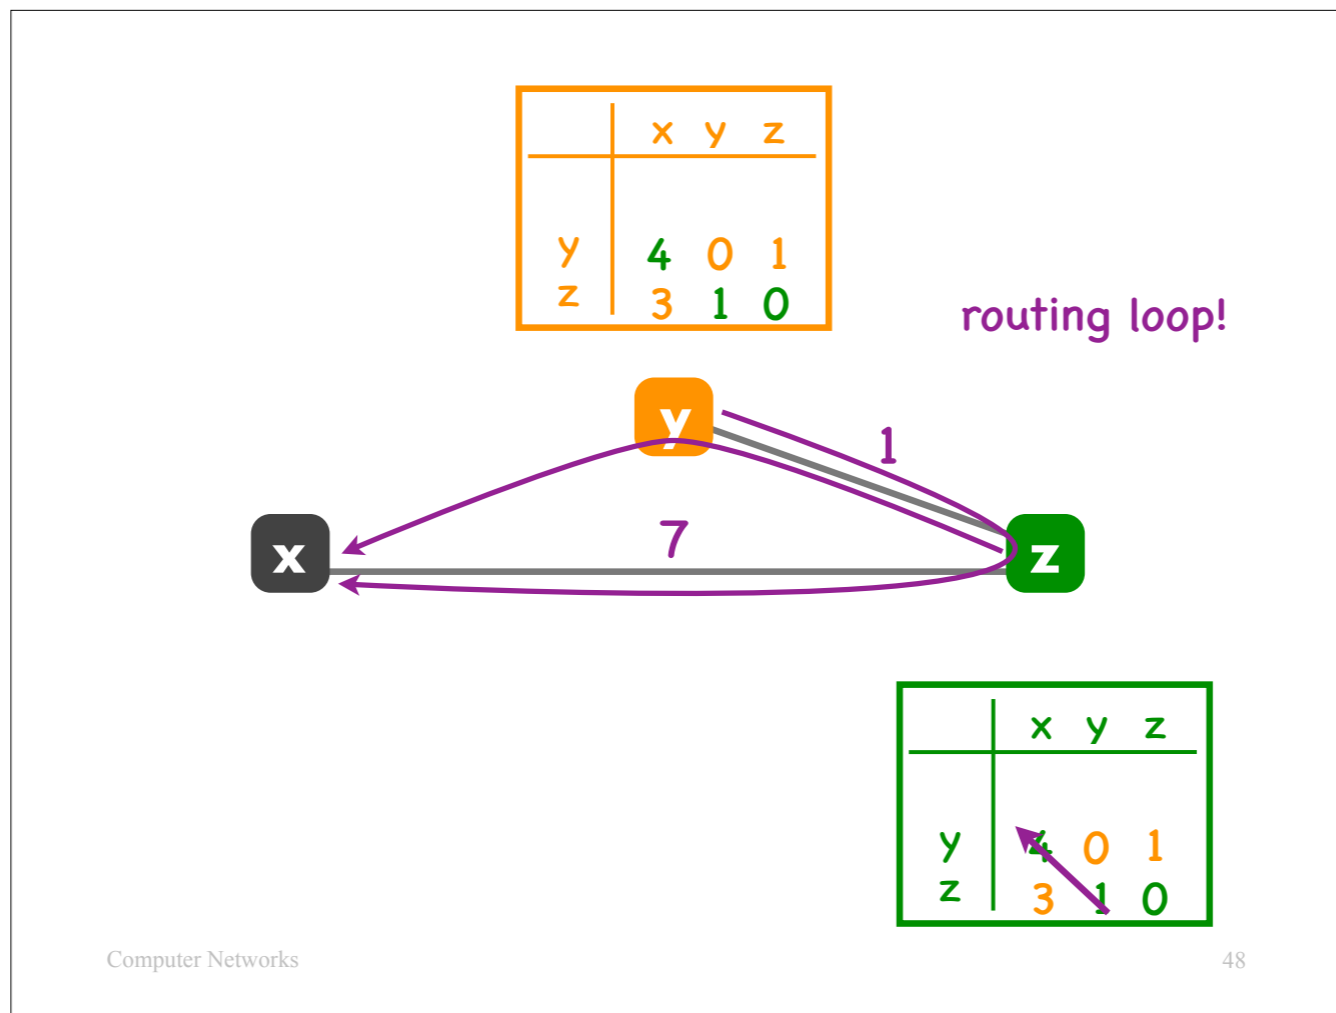 x y z
y 4 0 1
z 3 1 0
routing loop!
y
1
7
x
z
x y z
y 4 0 1
z 3 1 0
Computer Networks
48